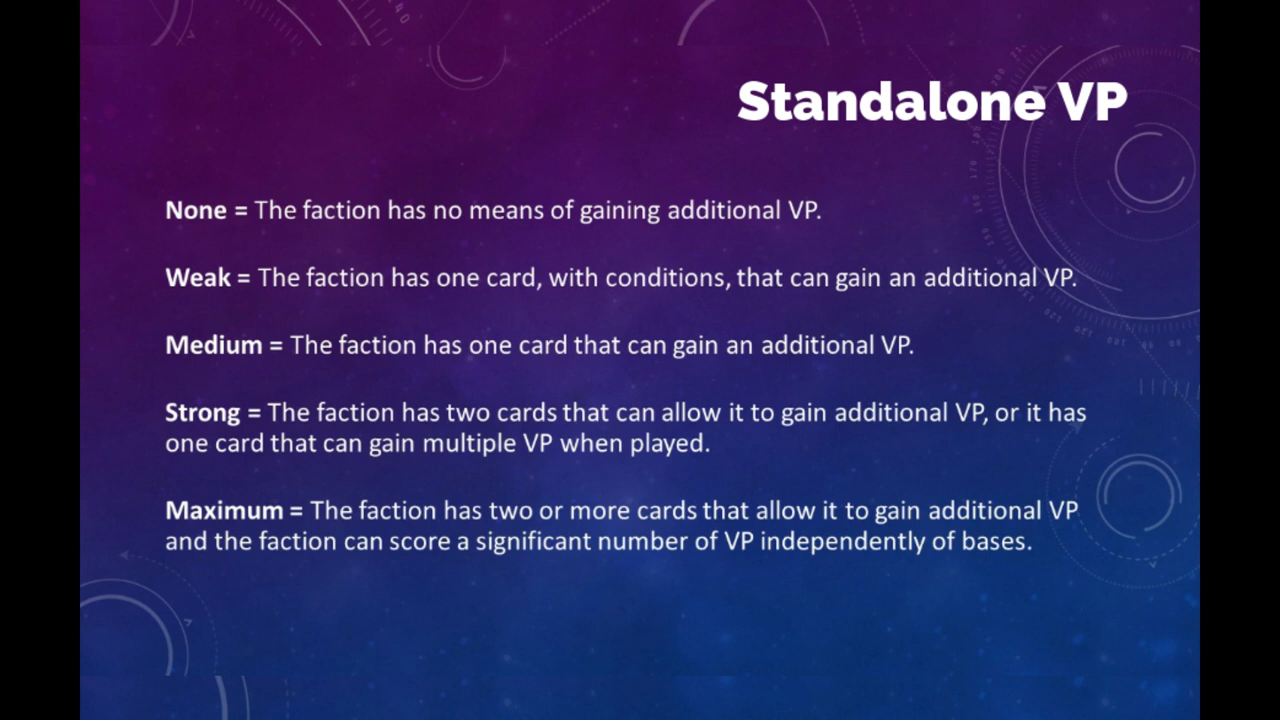 Standalone VP
None = The faction has no means of gaining additional VP.
Weak = The faction has one card, with conditions, that can gain an additional VP.
Medium = The faction has one card that can gain an additional VP.
Strong = The faction has two cards that can allow it to gain additional VP, or it has
one card that can gain multiple VP when played.
Maximum = The faction has two or more cards that allow it to gain additional VP
and the faction can score a significant number of VP independently of bases.